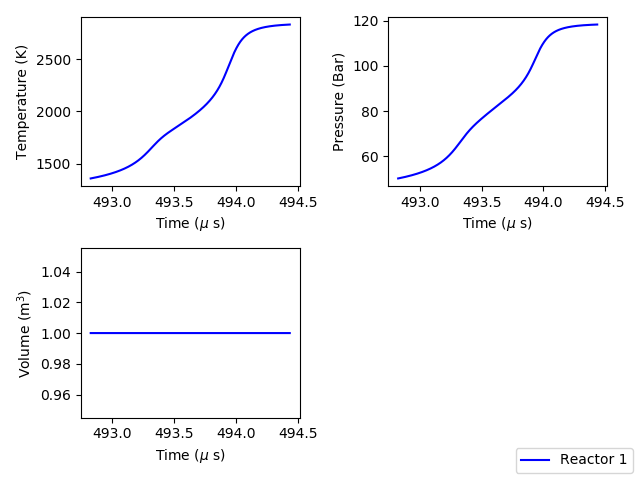 Temperature (K)
2500
2000
1500
493.0 493.5 494.0 494.5
Time (μ s)
Pressure (Bar)
120
100
80
60
493.0 493.5 494.0 494.5
Time (μ s)
Volume (m³)
1.04
1.02
1.00
0.98
0.96
493.0 493.5 494.0 494.5
Time (μ s)
Reactor 1